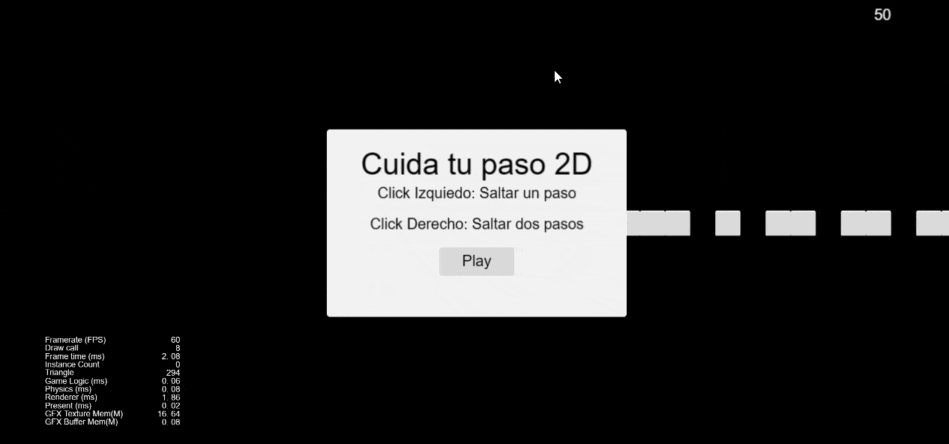 50
Cuida tu paso 2D
Click Izquiedo: Saltar un paso
Click Derecho: Saltar dos pasos
Play
Framerate (FPS) 60
Draw call 8
Frame time (ms) 2. 08
Instance Count 0
Triangle 294
Game Logic (ms) 0. 06
Physics (ms) 0. 08
Renderer (ms) 1. 86
Present (ms) 0. 02
GFX Texture Mem(M) 16. 64
GFX Buffer Mem(M) 0. 08